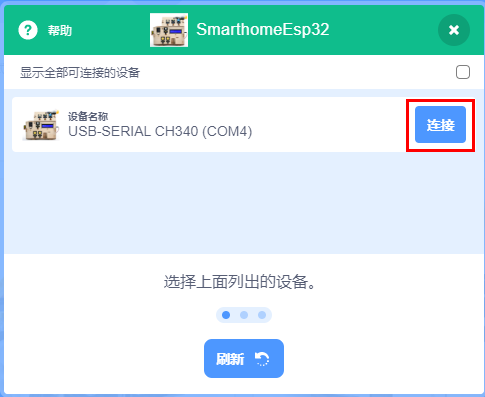 帮助
SmarthomeEsp32
显示全部可连接的设备
设备名称
USB-SERIAL CH340 (COM4)
连接
选择上面列出的设备。
刷新